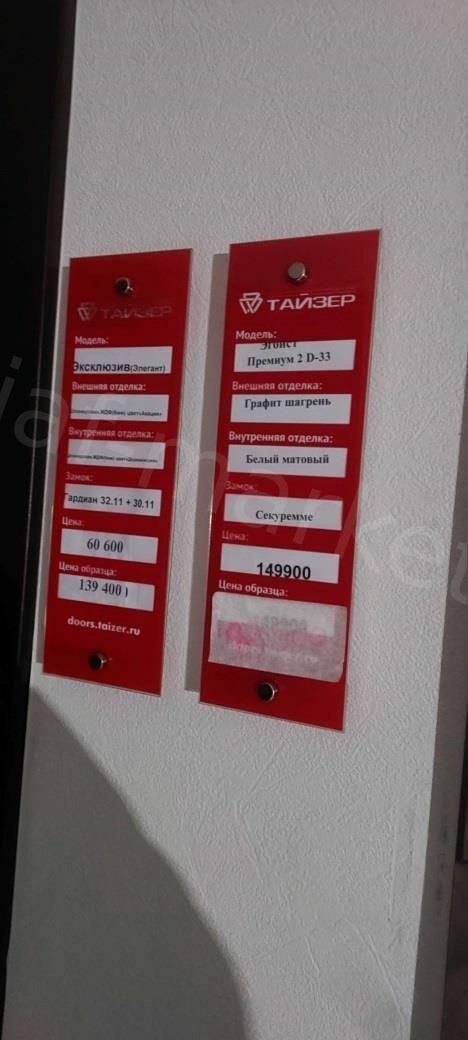 ТАЙЗЕР
Модель:
Эксклюзив(Элегант)
Внешняя отделка:
Внутренняя отделка:
Замок:
Гардиан 32.11 + 30.11
Цена:
60 600
Цена образца:
139 400 )
doors.taizer.ru
ТАЙЗЕР
Модель:
Эгоист
Премиум 2 D-33
Внешняя отделка:
Графит шагрень
Внутренняя отделка:
Белый матовый
Замок:
Секуремме
Цена:
149900
Цена образца: